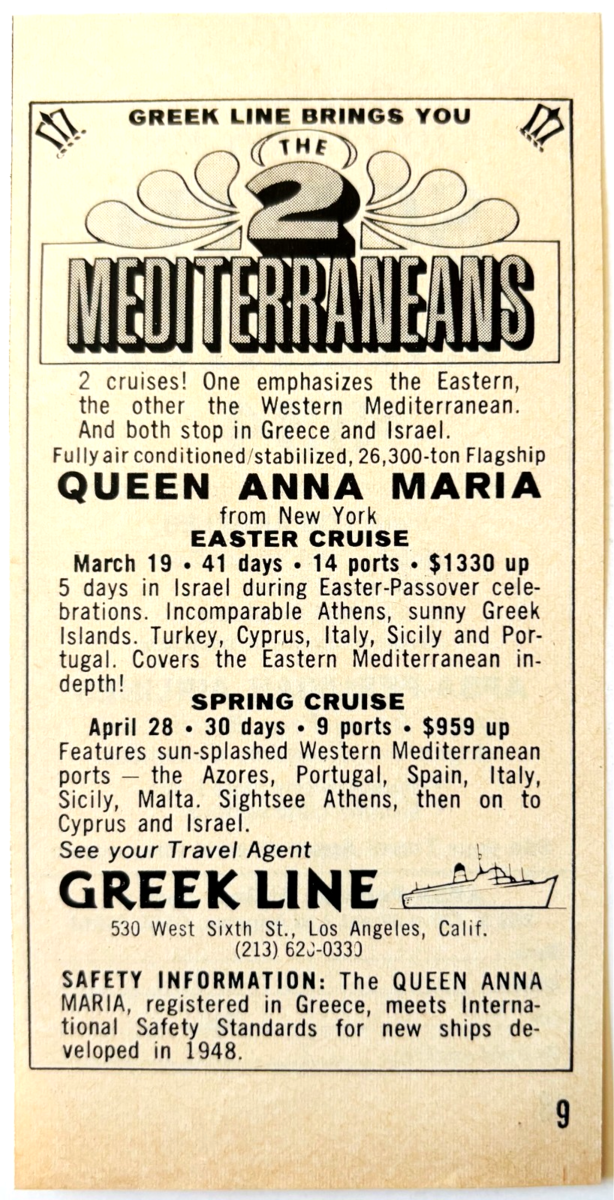 GREEK LINE BRINGS YOU
THE
2
MEDITERRANEANS
2 cruises! One emphasizes the Eastern,
the other the Western Mediterranean.
And both stop in Greece and Israel.
Fully air conditioned/stabilized, 26,300-ton Flagship
QUEEN ANNA MARIA
from New York
EASTER CRUISE
March 19 • 41 days • 14 ports • $1330 up
5 days in Israel during Easter-Passover cele-
brations. Incomparable Athens, sunny Greek
Islands. Turkey, Cyprus, Italy, Sicily and Por-
tugal. Covers the Eastern Mediterranean in-
depth!
SPRING CRUISE
April 28 • 30 days • 9 ports • $959 up
Features sun-splashed Western Mediterranean
ports — the Azores, Portugal, Spain, Italy,
Sicily, Malta. Sightsee Athens, then on to
Cyprus and Israel.
See your Travel Agent
GREEK LINE
530 West Sixth St., Los Angeles, Calif.
(213)
SAFETY INFORMATION: The QUEEN ANNA
MARIA, registered in Greece, meets Interna-
tional Safety Standards for new ships de-
veloped in 1948.
9